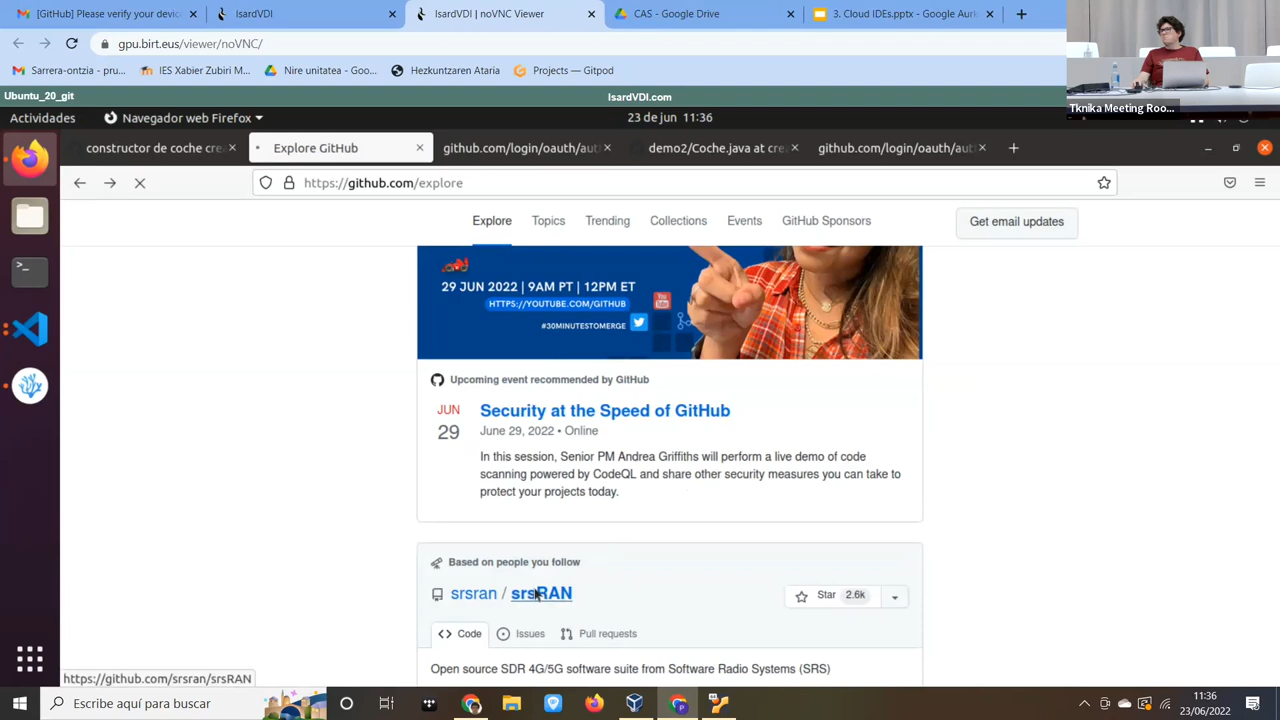 [GitHub] Please verify your devic
IsardVDI
IsardVDI | noVNC Viewer
CAS - Google Drive
3. Cloud IDEs.pptx - Google Aurk
gpu.birt.eus/viewer/noVNC/
Sarrera-ontzia - pru...
IES Xabier Zubiri M...
Nire unitatea - Goo...
Hezkuntzaren Ataria
Projects — Gitpod
Tknika Meeting Roo...
Ubuntu_20_git
IsardVDI.com
Actividades
Navegador web Firefox
23 de jun 11:36
constructor de coche cre
Explore GitHub
github.com/login/oauth/aut
demo2/Coche.java at cre
github.com/login/oauth/aut
https://github.com/explore
Explore
Topics
Trending
Collections
Events
GitHub Sponsors
Get email updates
29 JUN 2022 | 9AM PT | 12PM ET
HTTPS://YOUTUBE.COM/GITHUB
#30MINUTESTOMERGE
Upcoming event recommended by GitHub
JUN
29
Security at the Speed of GitHub
June 29, 2022 • Online
In this session, Senior PM Andrea Griffiths will perform a live demo of code
scanning powered by CodeQL and share other security measures you can take to
protect your projects today.
Based on people you follow
srsran / srsRAN
Star 2.6k
Code
Issues
Pull requests
Open source SDR 4G/5G software suite from Software Radio Systems (SRS)
https://github.com/srsran/srsRAN
Escribe aquí para buscar
11:36
23/06/2022